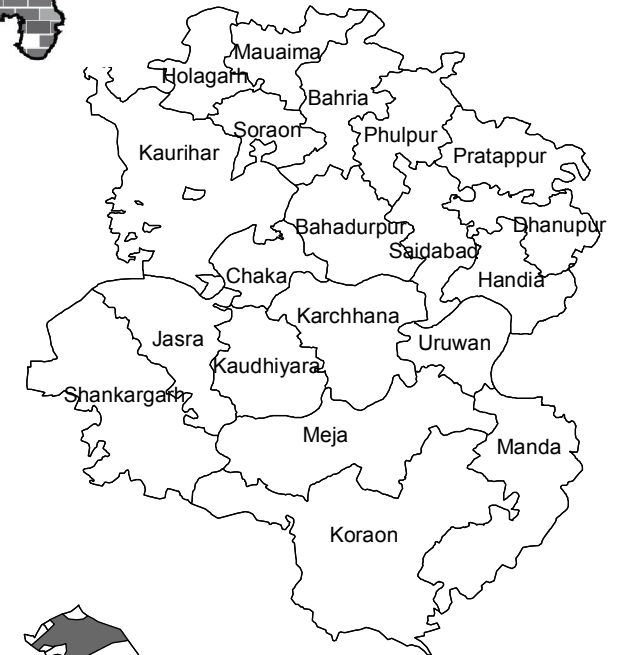 Mauaima
Holagarh
Bahria
Soraon
Phulpur
Kaurihar
Pratappur
Bahadurpur
Dhanupur
Saidabad
Chaka
Handia
Karchhana
Jasra
Uruwan
Kaudhiyara
Shankargarh
Meja
Manda
Koraon